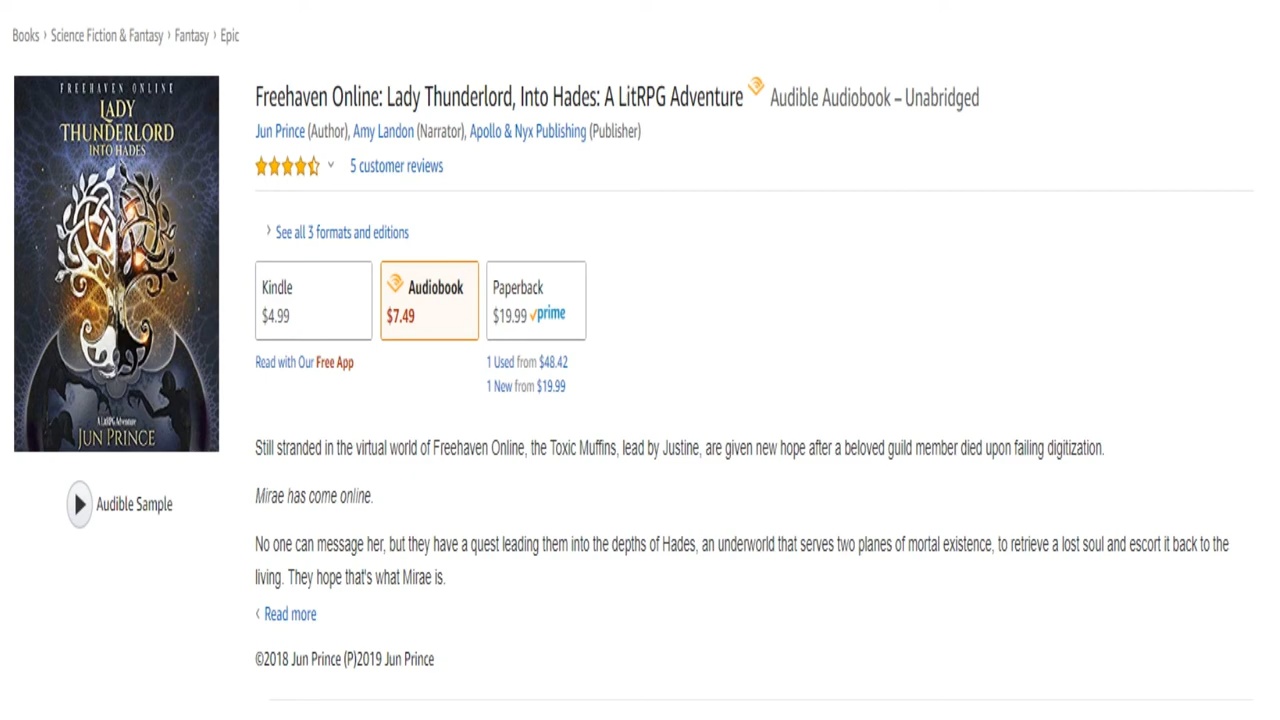 Books › Science Fiction & Fantasy › Fantasy › Epic
FREEHAVEN ONLINE
LADY
THUNDERLORD
INTO HADES
A LitRPG Adventure
JUN PRINCE
Audible Sample
Freehaven Online: Lady Thunderlord, Into Hades: A LitRPG Adventure Audible Audiobook – Unabridged
Jun Prince (Author), Amy Landon (Narrator), Apollo & Nyx Publishing (Publisher)
5 customer reviews
› See all 3 formats and editions
Kindle
$4.99
Audiobook
$7.49
Paperback
$19.99 prime
Read with Our Free App
1 Used from $48.42
1 New from $19.99
Still stranded in the virtual world of Freehaven Online, the Toxic Muffins, lead by Justine, are given new hope after a beloved guild member died upon failing digitization.
Mirae has come online.
No one can message her, but they have a quest leading them into the depths of Hades, an underworld that serves two planes of mortal existence, to retrieve a lost soul and escort it back to the
living. They hope that's what Mirae is.
‹ Read more
©2018 Jun Prince (P)2019 Jun Prince